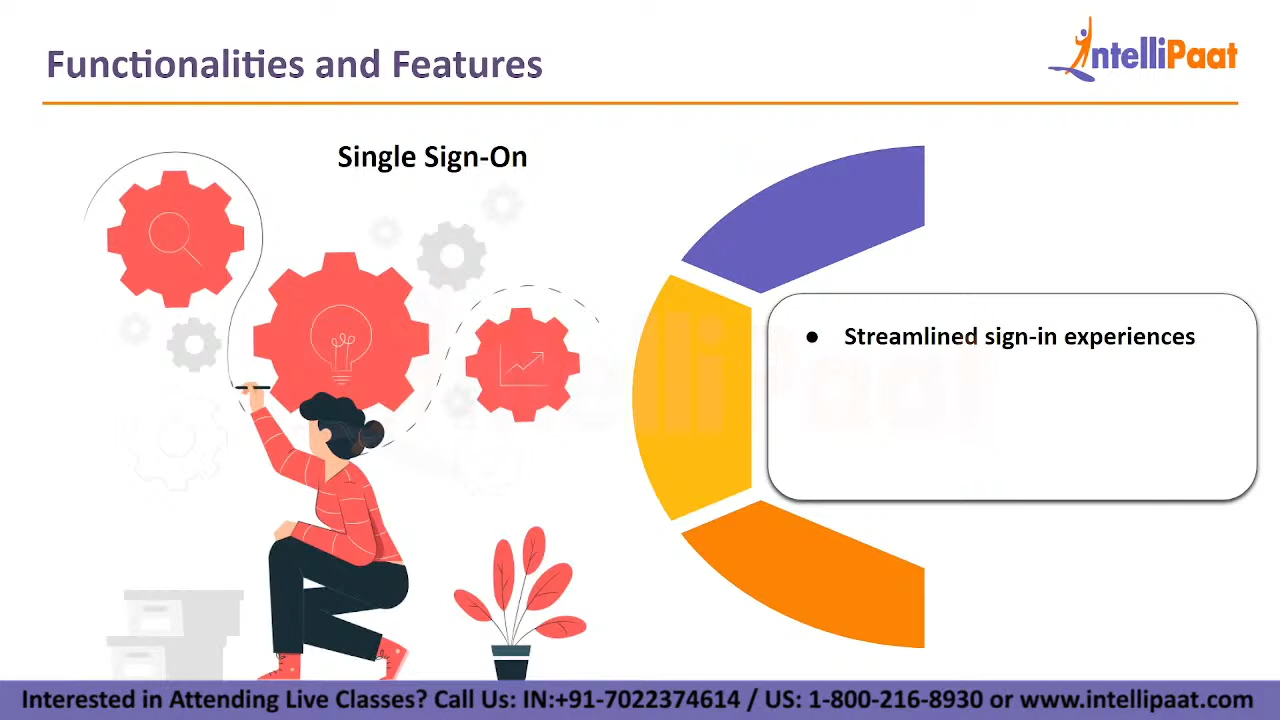 Functionalities and Features
IntelliPaat
Single Sign-On
● Streamlined sign-in experiences
IntelliPaat
Interested in Attending Live Classes? Call Us: IN:+91-7022374614 / US: 1-800-216-8930 or www.intellipaat.com